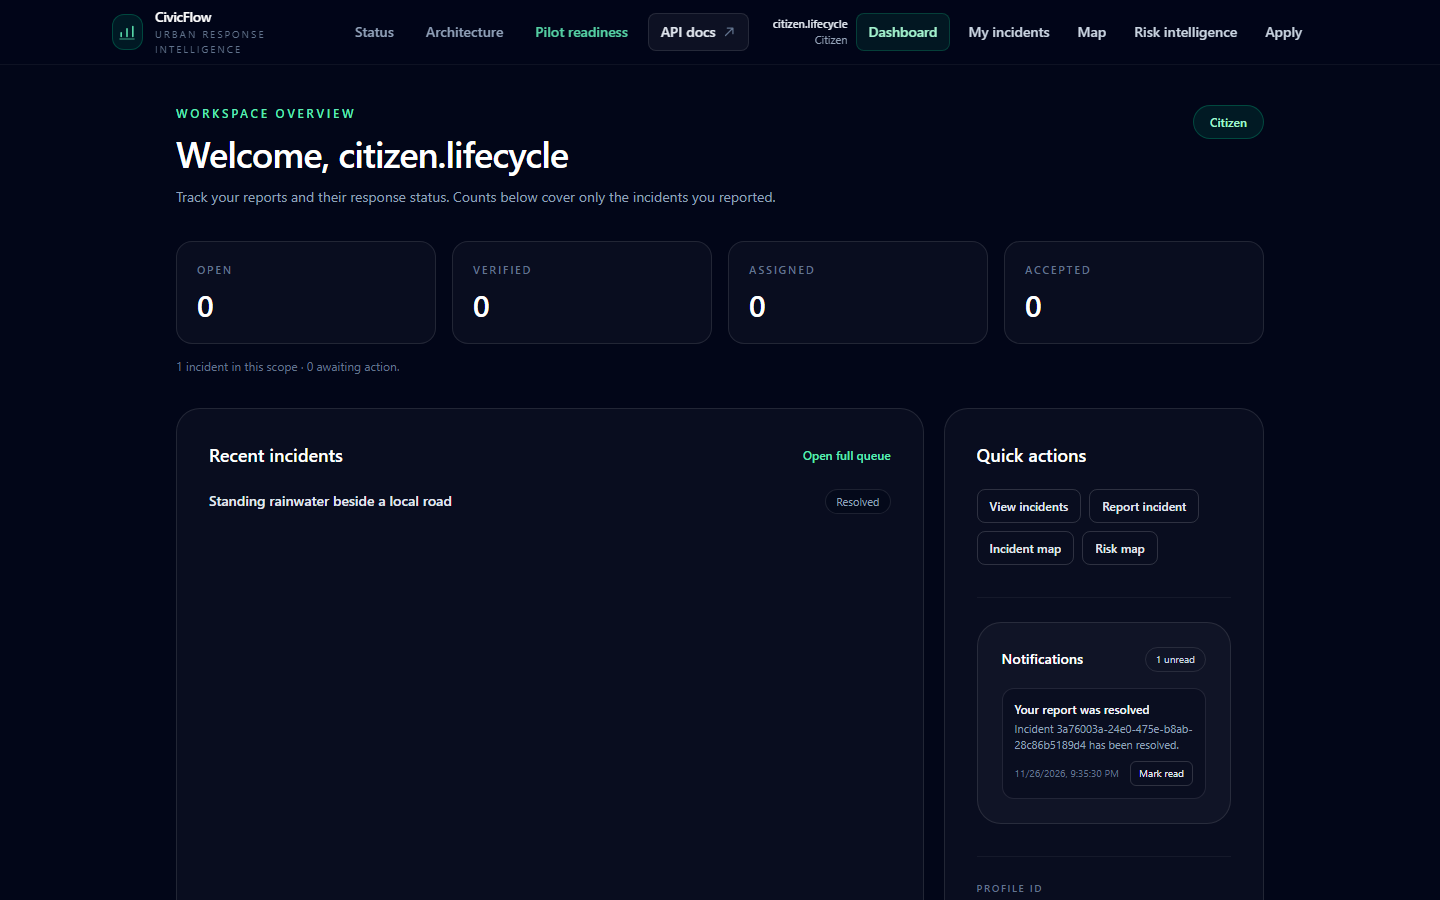 CivicFlow
URBAN RESPONSE
INTELLIGENCE
Status
Architecture
Pilot readiness
API docs ↗
citizen.lifecycle
Citizen
Dashboard
My incidents
Map
Risk intelligence
Apply
WORKSPACE OVERVIEW
Citizen
Welcome, citizen.lifecycle
Track your reports and their response status. Counts below cover only the incidents you reported.
OPEN
0
VERIFIED
0
ASSIGNED
0
ACCEPTED
0
1 incident in this scope · 0 awaiting action.
Recent incidents
Open full queue
Standing rainwater beside a local road
Resolved
Quick actions
View incidents
Report incident
Incident map
Risk map
Notifications
1 unread
Your report was resolved
Incident 3a76003a-24e0-475e-b8ab-
28c86b5189d4 has been resolved.
11/26/2026, 9:35:30 PM
Mark read
PROFILE ID